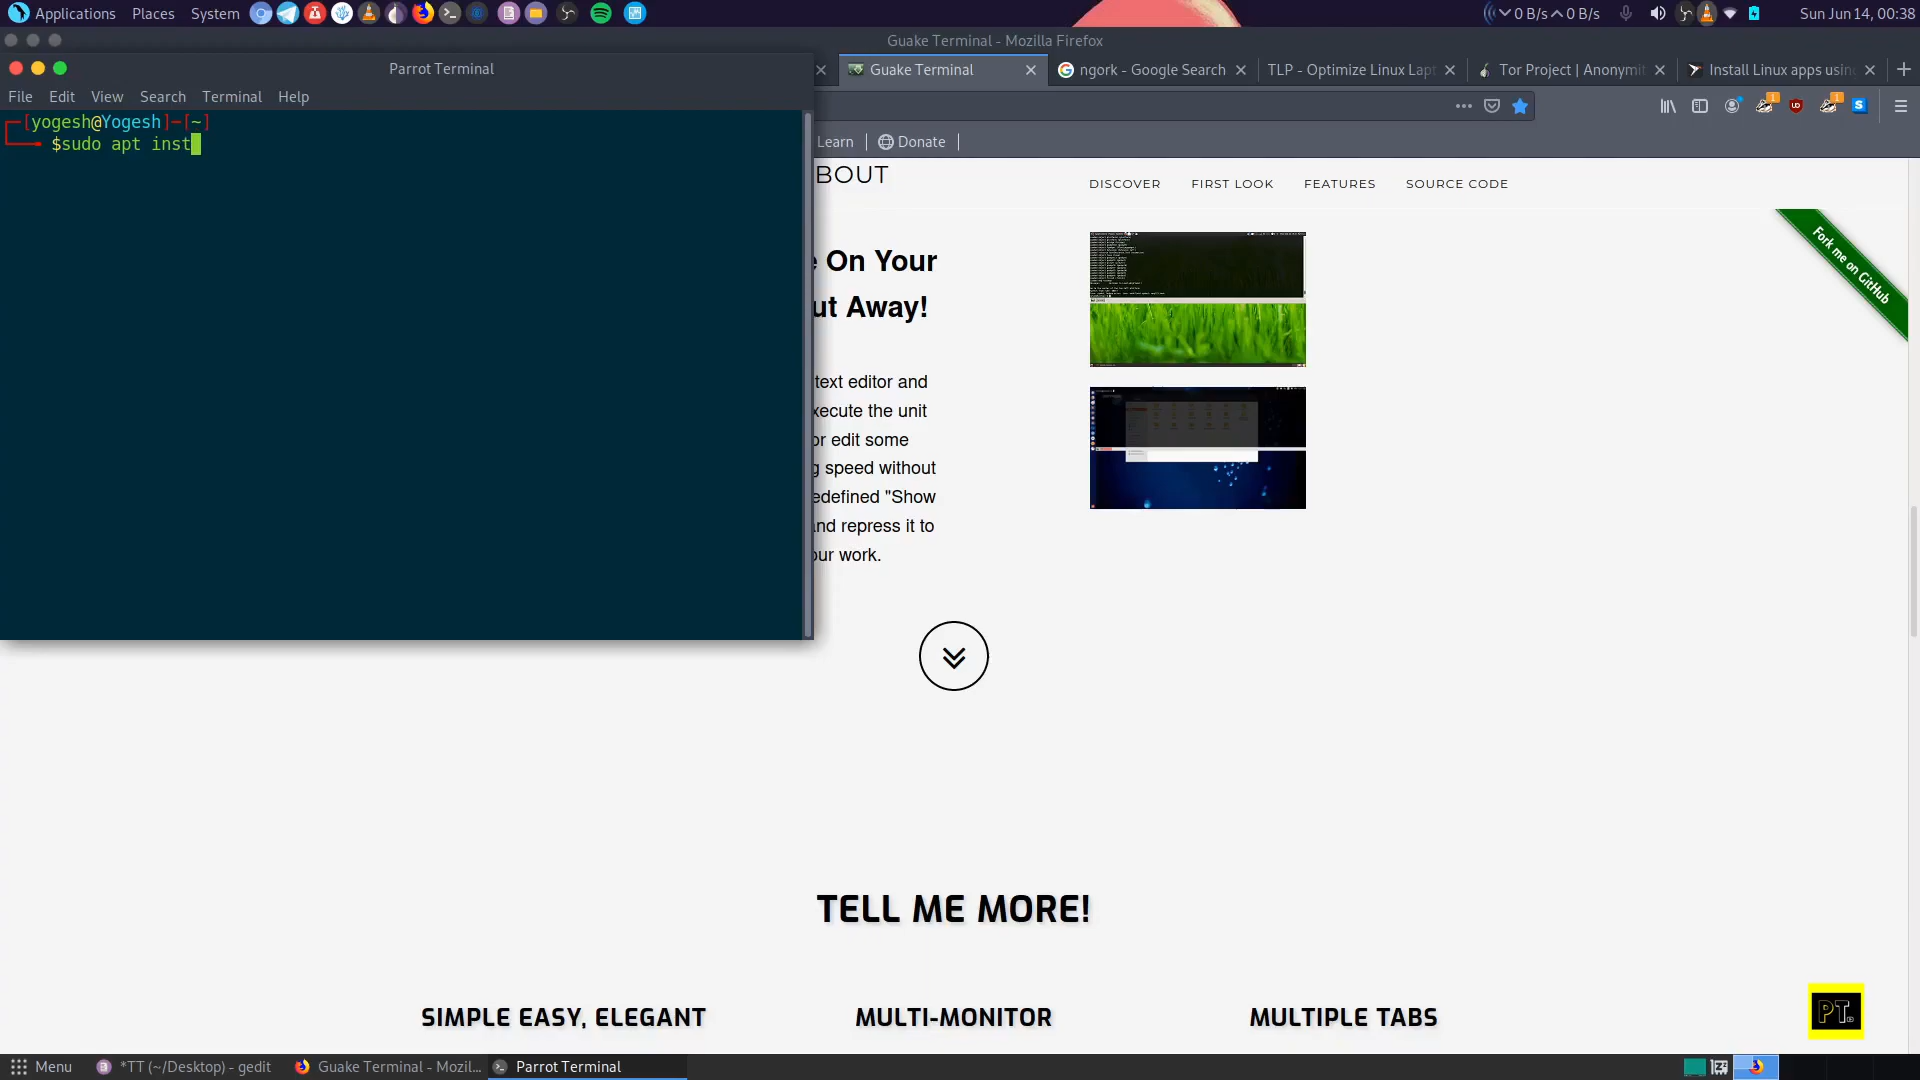 Applications Places System 0 B/s 0 B/s Sun Jun 14, 00:38
Guake Terminal - Mozilla Firefox
Parrot Terminal
Guake Terminal ngork - Google Search TLP - Optimize Linux Lapt Tor Project | Anonymit Install Linux apps using
File Edit View Search Terminal Help
┌─[yogesh@Yogesh]─[~]
└──╼ $sudo apt inst
Learn Donate
BOUT
DISCOVER FIRST LOOK FEATURES SOURCE CODE
Fork me on GitHub
e On Your
ut Away!
text editor and
xecute the unit
or edit some
g speed without
edefined "Show
and repress it to
our work.
TELL ME MORE!
SIMPLE EASY, ELEGANT MULTI-MONITOR MULTIPLE TABS
PT
Menu *TT (~/Desktop) - gedit Guake Terminal - Mozil... Parrot Terminal